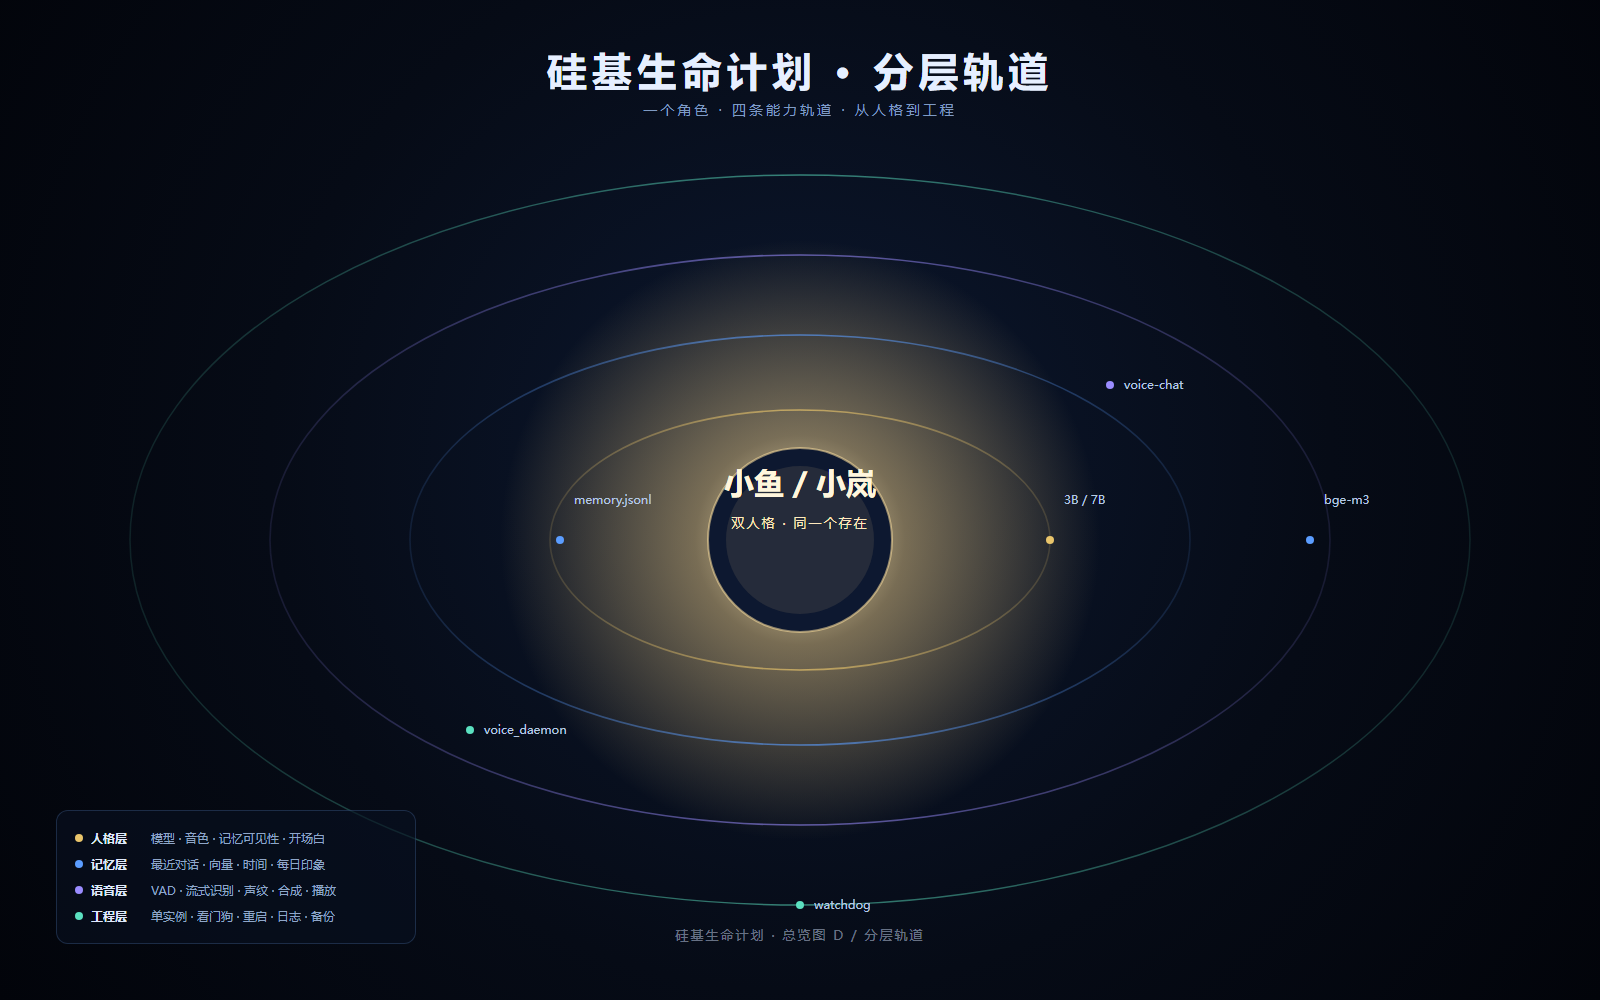 硅基生命计划 · 分层轨道
一个角色 · 四条能力轨道 · 从人格到工程
voice-chat
小鱼 / 小岚
memory.jsonl
3B / 7B
bge-m3
双人格 · 同一个存在
voice_daemon
人格层 模型 · 音色 · 记忆可见性 · 开场白
记忆层 最近对话 · 向量 · 时间 · 每日印象
语音层 VAD · 流式识别 · 声纹 · 合成 · 播放
工程层 单实例 · 看门狗 · 重启 · 日志 · 备份
watchdog
硅基生命计划 · 总览图 D / 分层轨道